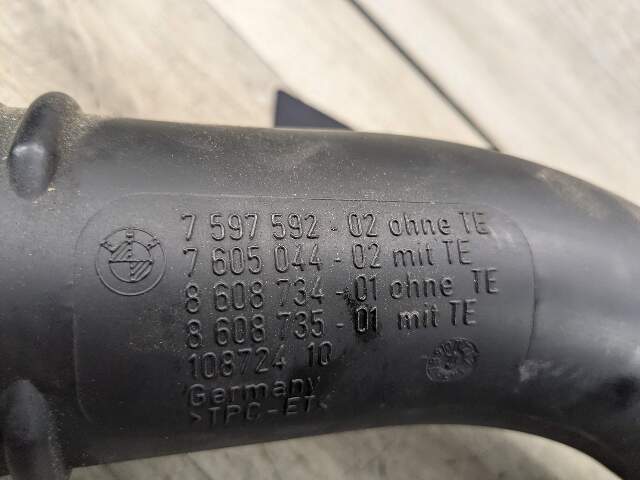 7 597 592 - 02 ohne TE
7 605 044 - 02 mit TE
8 608 734 - 01 ohne TE
8 608 735 - 01 mit TE
108724 10
Germany
>TPC-ET<